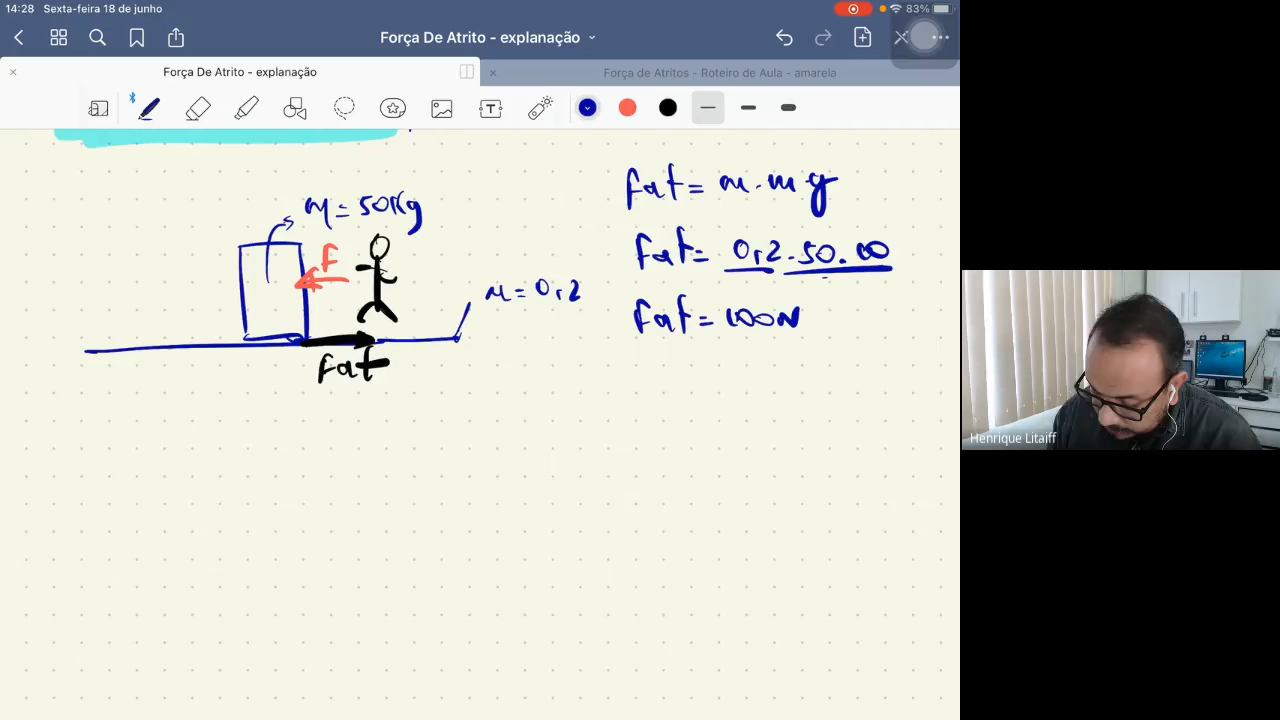 14:28 Sexta-feira 18 de junho
83%
Força De Atrito - explanação
Força De Atrito - explanação
Força de Atritos - Roteiro de Aula - amarela
T
m = 50Kg
F
μ = 0,2
Fat
Fat = μ.m.g
Fat = 0,2.50.10
Fat = 100N
Henrique Litaiff